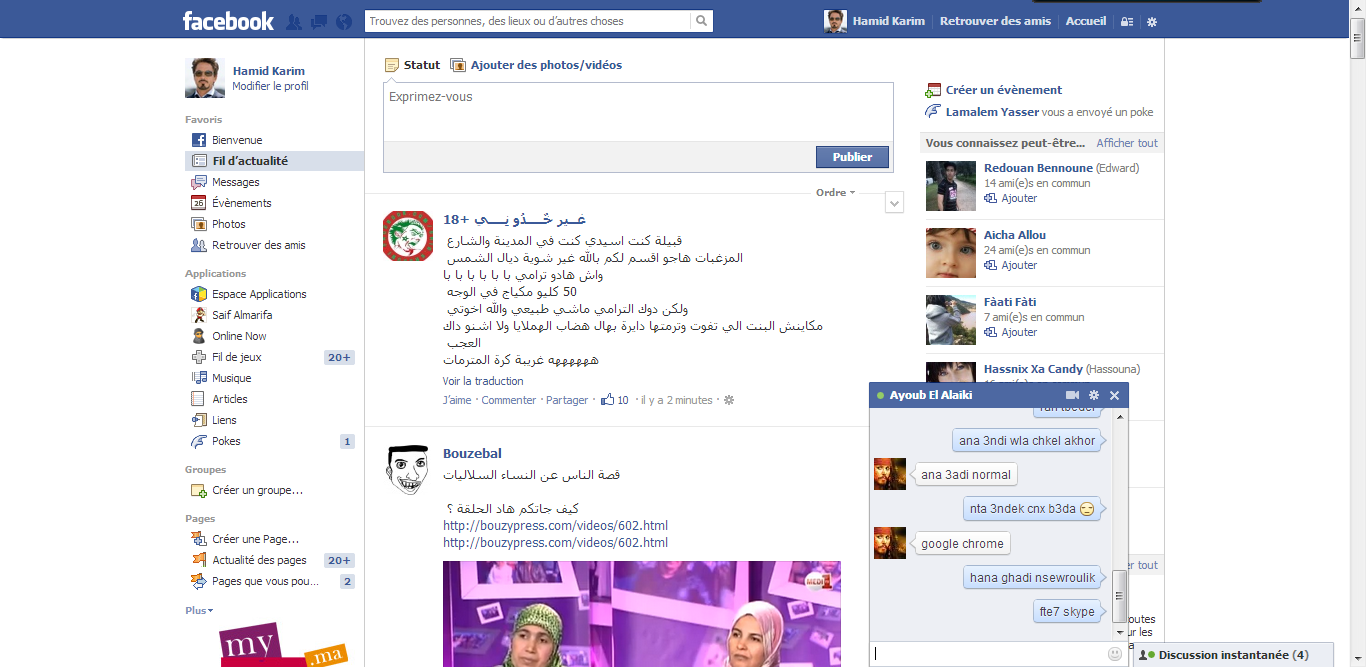 facebook
Trouvez des personnes, des lieux ou d'autres choses
Hamid Karim
Retrouver des amis
Accueil
Hamid Karim
Modifier le profil
Favoris
Bienvenue
Fil d'actualité
Messages
26 Évènements
Photos
Retrouver des amis
Applications
Espace Applications
Saif Almarifa
Online Now
Fil de jeux 20+
Musique
Articles
Liens
Pokes 1
Groupes
Créer un groupe...
Pages
Créer une Page...
Actualité des pages 20+
Pages que vous pou... 2
Plus
my
.ma
Statut Ajouter des photos/vidéos
Exprimez-vous
Publier
Ordre
قبيلة كنت اسيدي كنت في المدينة والشارع
المزغبات هاجو اقسم لكم بالله غير شوية ديال الشمس
واش هادو ترامي با با با با با با
50 كليو مكياج في الوجه
ولكن دوك الترامي ماشي طبيعي والله اخوتي
مكاينش البنت الي تفوت وترمتها دايرة بهال هضاب الهملايا ولا اشنو داك
العجب
هههههه غريبة كرة المترمات
Voir la traduction
J'aime · Commenter · Partager · 10 · il y a 2 minutes ·
Bouzebal
قصة الناس عن النساء السلاليات
كيف جاتكم هاد الحلقة ؟
http://bouzypress.com/videos/602.html
http://bouzypress.com/videos/602.html
MEDI 1
Créer un évènement
Lamalem Yasser vous a envoyé un poke
Vous connaissez peut-être... Afficher tout
Redouan Bennoune (Edward)
14 ami(e)s en commun
Ajouter
Aicha Allou
24 ami(e)s en commun
Ajouter
Fàati Fàti
7 ami(e)s en commun
Ajouter
Hassnix Xa Candy (Hassouna)
Ayoub El Alaiki
ana 3ndi wla chkel akhor
ana 3adi normal
nta 3ndek cnx b3da
google chrome
hana ghadi nsewroulik
fte7 skype
Discussion instantanée (4)